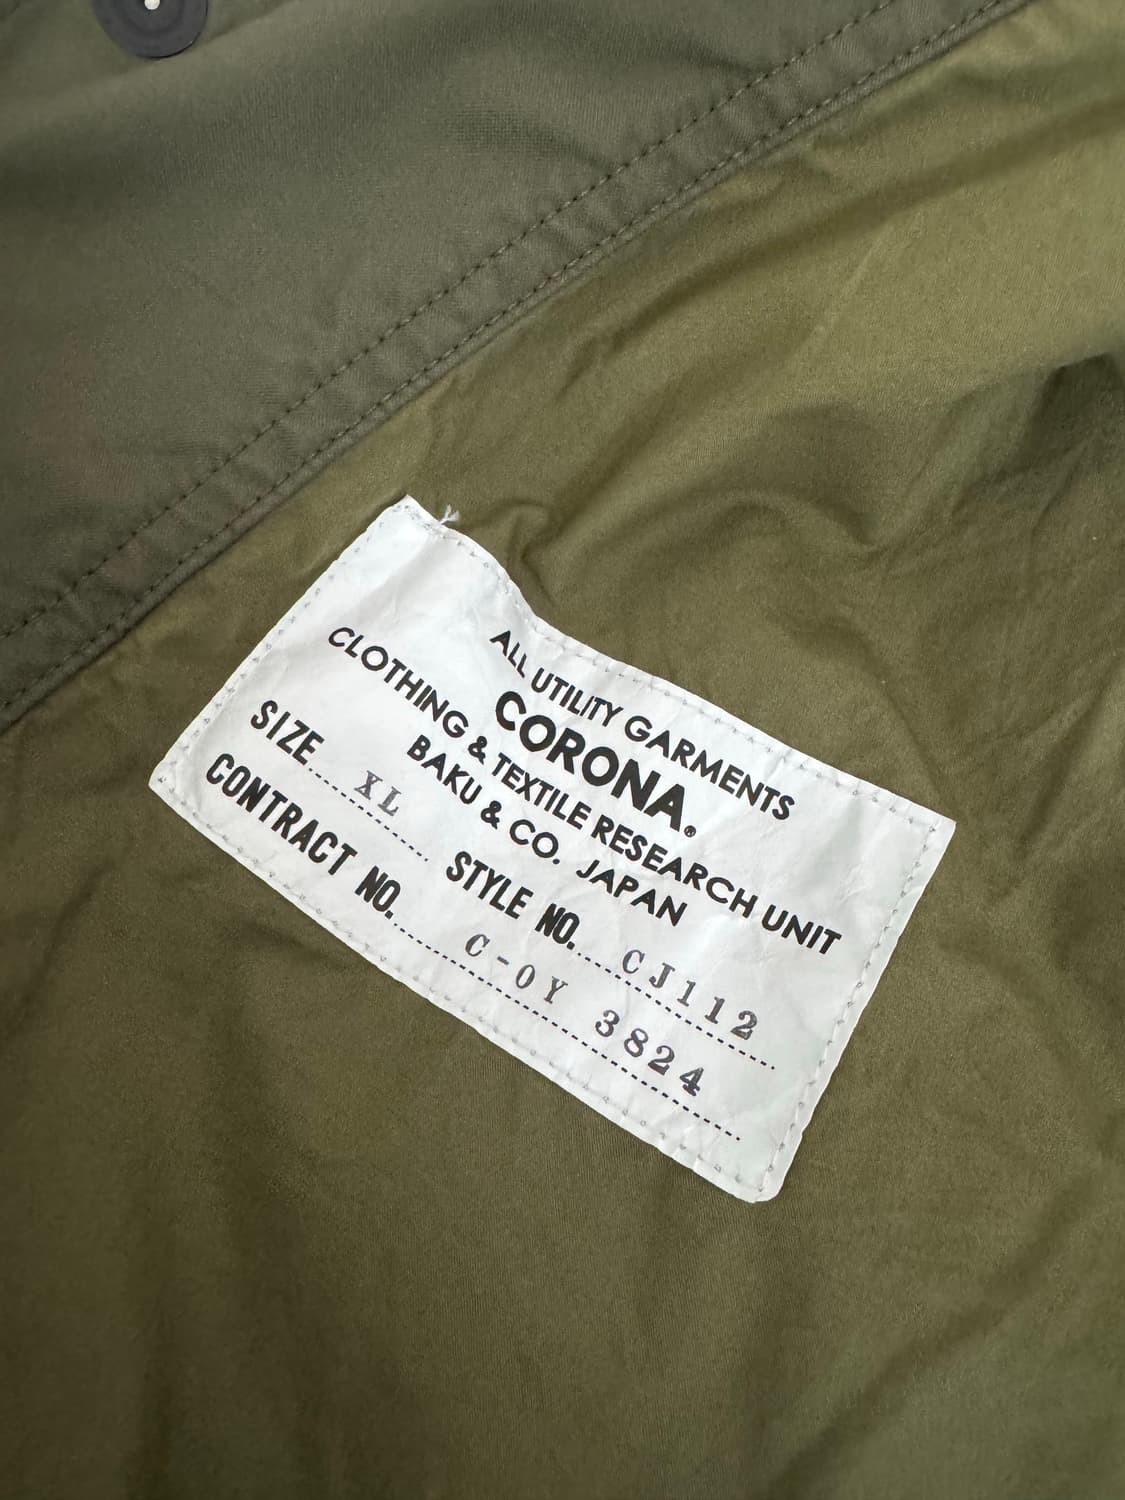 ALL UTILITY GARMENTS
CORONA®
CLOTHING & TEXTILE RESEARCH UNIT
BAKU & CO. JAPAN
SIZE XL STYLE NO. CJ112
CONTRACT NO. C-0Y 3824